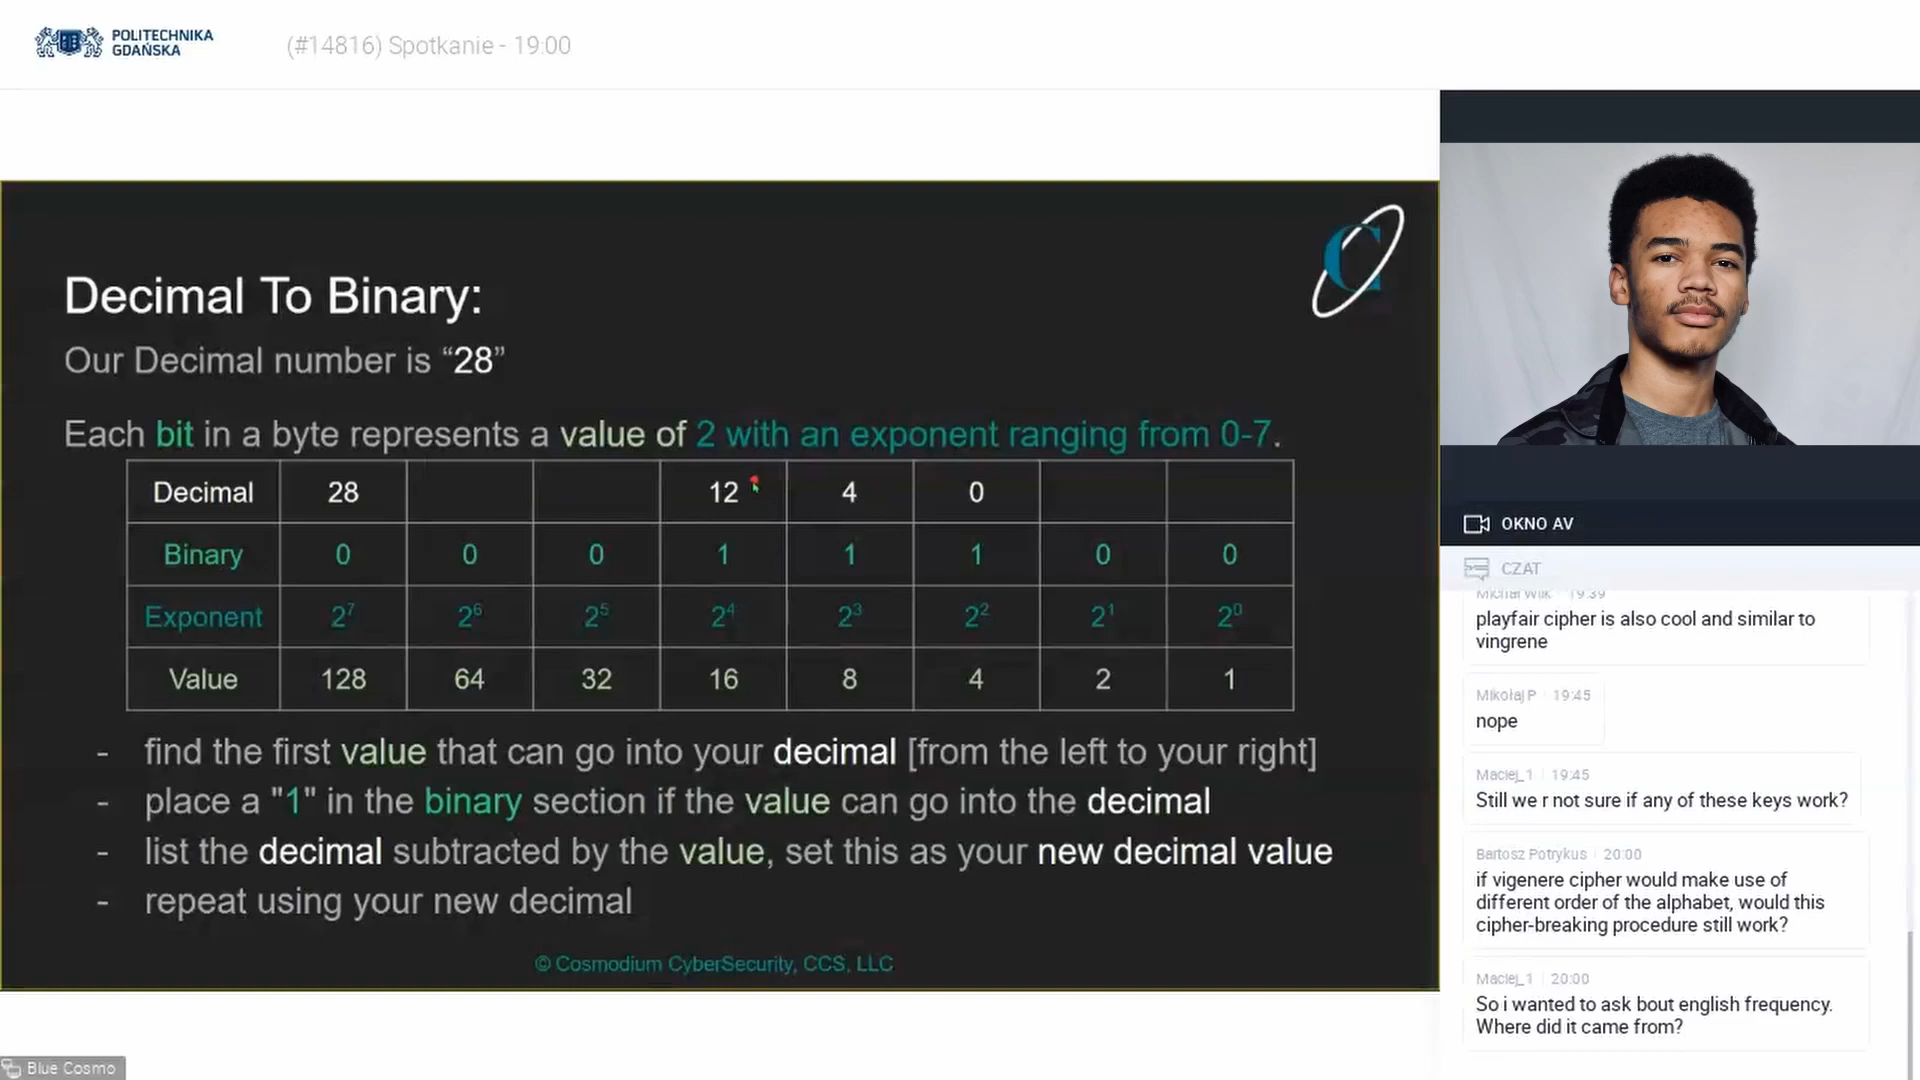 POLITECHNIKA
GDAŃSKA
(#14816) Spotkanie - 19:00
C
Decimal To Binary:
Our Decimal number is “28”
Each bit in a byte represents a value of 2 with an exponent ranging from 0-7.
Decimal 28 12 4 0
Binary 0 0 0 1 1 1 0 0
Exponent 2⁷ 2⁶ 2⁵ 2⁴ 2³ 2² 2¹ 2⁰
Value 128 64 32 16 8 4 2 1
- find the first value that can go into your decimal [from the left to your right]
- place a "1" in the binary section if the value can go into the decimal
- list the decimal subtracted by the value, set this as your new decimal value
- repeat using your new decimal
© Cosmodium CyberSecurity, CCS, LLC
Blue Cosmo
OKNO AV
CZAT
Michał Wilk 19:39
playfair cipher is also cool and similar to
vingrene
Mikołaj P 19:45
nope
Maciej_1 19:45
Still we r not sure if any of these keys work?
Bartosz Potrykus 20:00
if vigenere cipher would make use of
different order of the alphabet, would this
cipher-breaking procedure still work?
Maciej_1 20:00
So i wanted to ask bout english frequency.
Where did it came from?